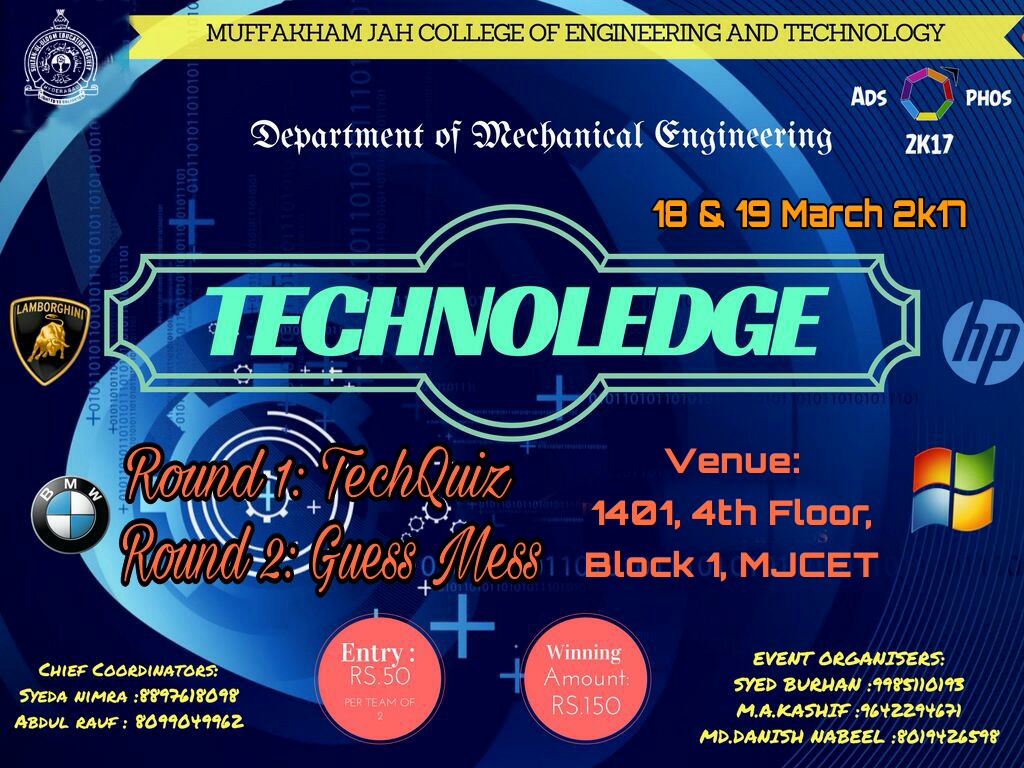 MUFFAKHAM JAH COLLEGE OF ENGINEERING AND TECHNOLOGY
HYDERABAD
ADS PHOS
2K17
Department of Mechanical Engineering
18 & 19 March 2k17
TECHNOLEDGE
LAMBORGHINI
hp
BMW
Round 1: TechQuiz
Round 2: Guess Mess
Venue:
1401, 4th Floor,
Block 1, MJCET
Entry :
RS.50
PER TEAM OF
2
Winning
Amount:
RS.150
CHIEF COORDINATORS:
SYEDA NIMRA :8897618098
ABDUL RAUF : 8099049962
EVENT ORGANISERS:
SYED BURHAN :9985110193
M.A.KASHIF :9642294671
MD.DANISH NABEEL :8019426598